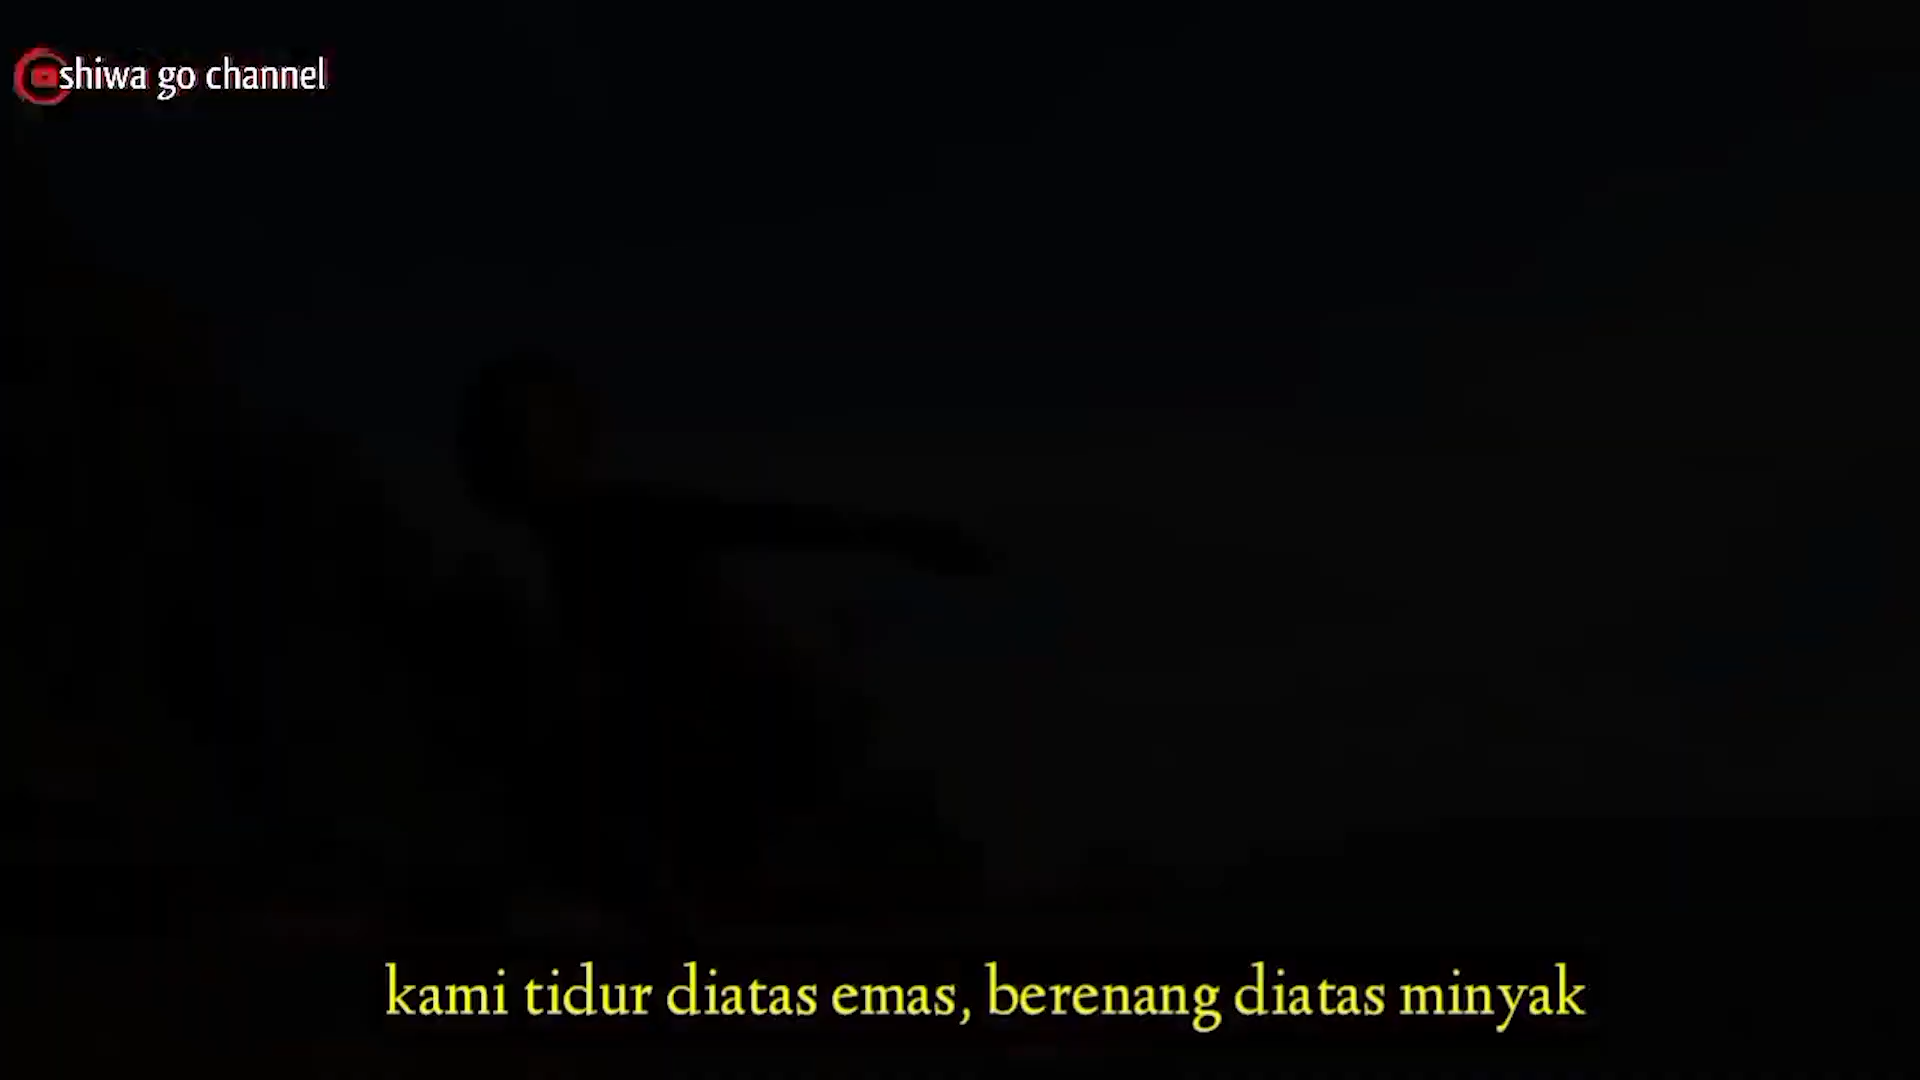 shiwa go channel
kami tidur diatas emas, berenang diatas minyak